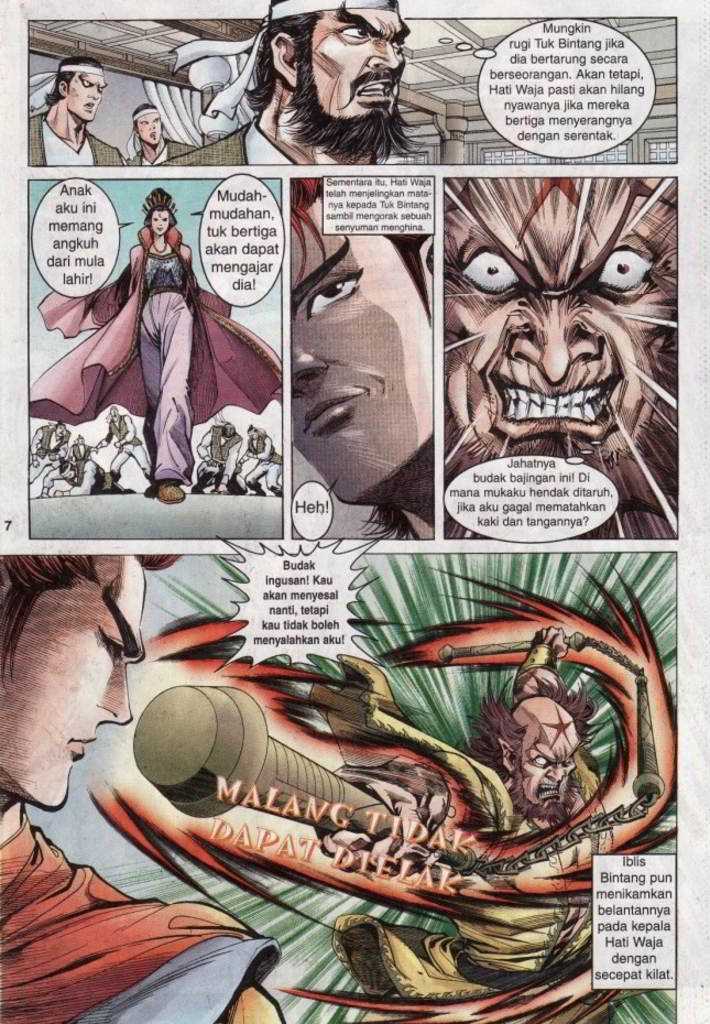 Mungkin
rugi Tuk Bintang jika
dia bertarung secara
berseorangan. Akan tetapi,
Hati Waja pasti akan hilang
nyawanya jika mereka
bertiga menyerangnya
dengan serentak.
Anak
aku ini
memang
angkuh
dari mula
lahir!
Mudah-
mudahan,
tuk bertiga
akan dapat
mengajar
dia!
Sementara itu, Hati Waja
telah menjelingkan mata-
nya kepada Tuk Bintang
sambil mengorak sebuah
senyuman menghina.
Heh!
Jahatnya
budak bajingan ini! Di
mana mukaku hendak ditaruh,
jika aku gagal mematahkan
kaki dan tangannya?
7
Budak
ingusan! Kau
akan menyesal
nanti, tetapi
kau tidak boleh
menyalahkan aku!
MALANG TIDAK
DAPAT DIELAK
Iblis
Bintang pun
menikamkan
belantannya
pada kepala
Hati Waja
dengan
secepat kilat.